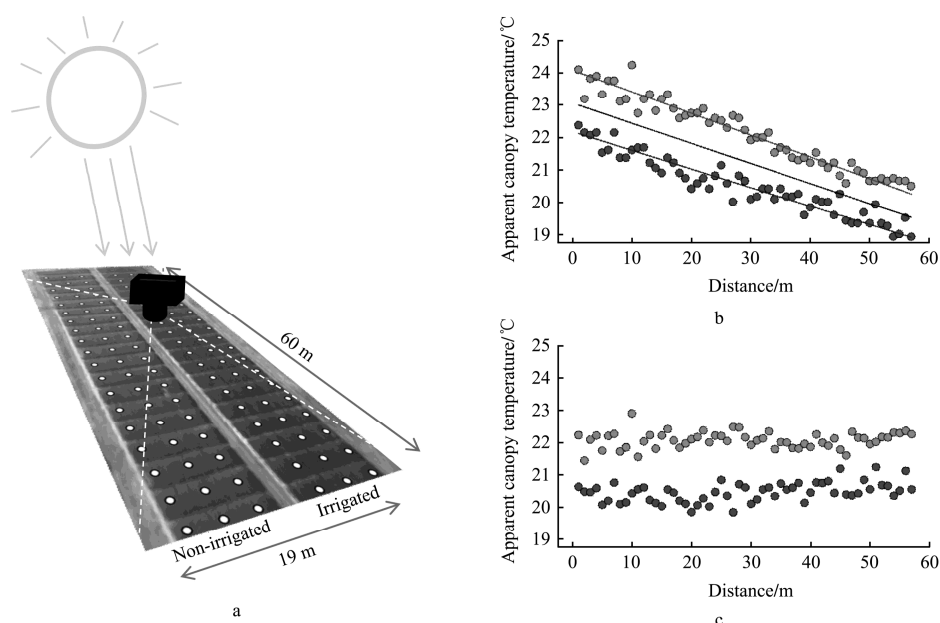 60 m
Irrigated
Non-irrigated
19 m
a
Apparent canopy temperature/℃
25
24
23
22
21
20
19
0 10 20 30 40 50 60
Distance/m
b
Apparent canopy temperature/℃
25
24
23
22
21
20
19
0 10 20 30 40 50 60
Distance/m
c